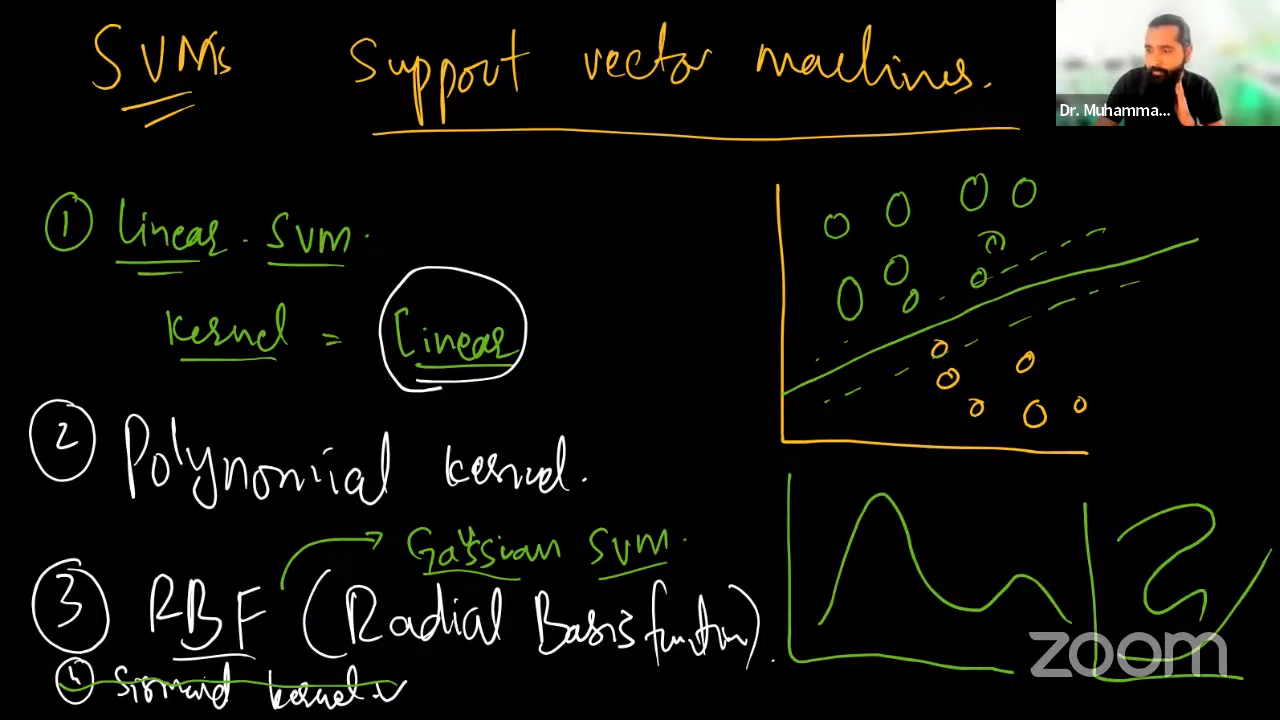 SVMs Support vector machines.
Dr. Muhamma...
① Linear. SVM.
kernel = Linear
② Polynomiial kernel.
Gaussian SVM.
③ RBF (Radial Basis function).
④ Sigmoid kernel
zoom